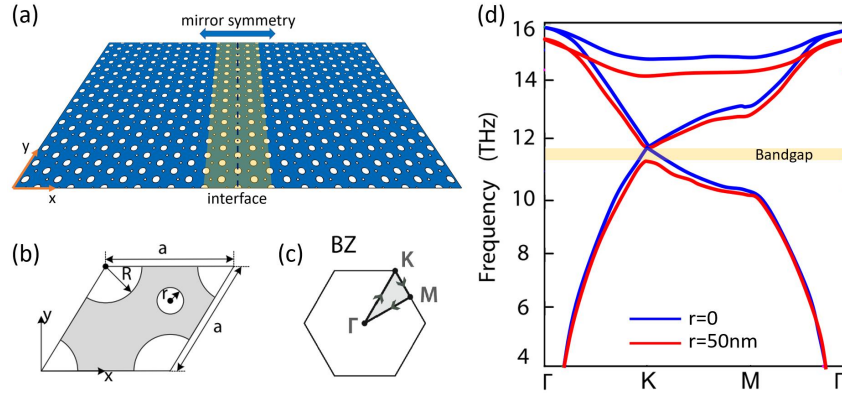 (a)
mirror symmetry
y
x
interface
(b)
a
R
r
a
y
x
(c)
BZ
K
M
Γ
(d)
16
14
12
10
8
6
4
Frequency (THz)
Bandgap
r=0
r=50nm
Γ K M Γ